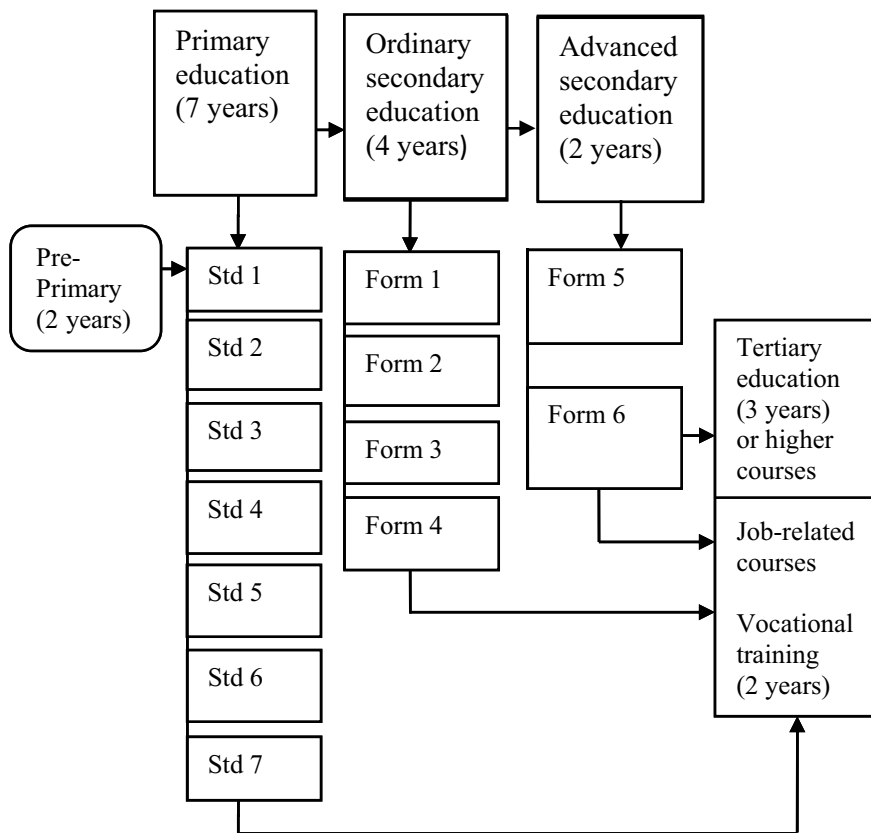 Primary
education
(7 years)
Ordinary
secondary
education
(4 years)
Advanced
secondary
education
(2 years)
Pre-
Primary
(2 years)
Std 1
Std 2
Std 3
Std 4
Std 5
Std 6
Std 7
Form 1
Form 2
Form 3
Form 4
Form 5
Form 6
Tertiary
education
(3 years)
or higher
courses
Job-related
courses
Vocational
training
(2 years)